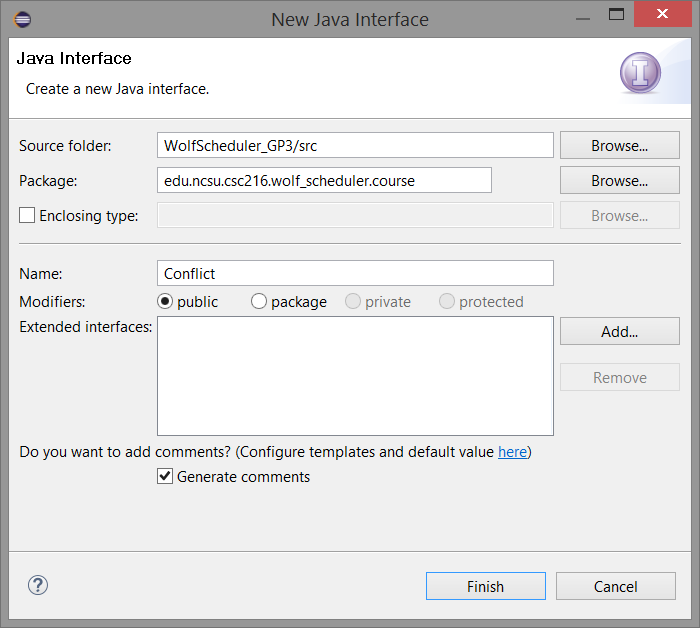 New Java Interface
Java Interface
Create a new Java interface.
Source folder: WolfScheduler_GP3/src Browse...
Package: edu.ncsu.csc216.wolf_scheduler.course Browse...
Enclosing type: Browse...
Name: Conflict
Modifiers: public package private protected
Extended interfaces: Add...
Remove
Do you want to add comments? (Configure templates and default value here)
Generate comments
? Finish Cancel